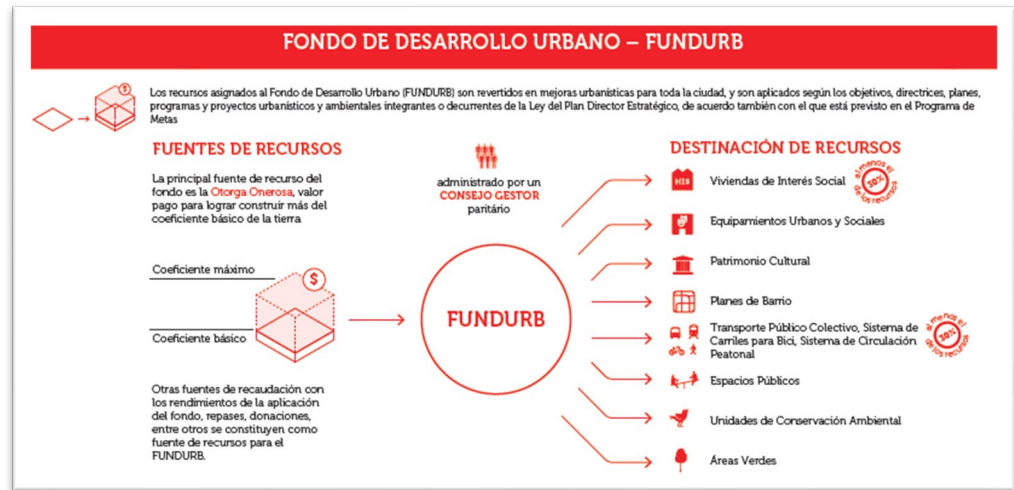 FONDO DE DESARROLLO URBANO – FUNDURB
Los recursos asignados al Fondo de Desarrollo Urbano (FUNDURB) son revertidos en mejoras urbanísticas para toda la ciudad, y son aplicados según los objetivos, directrices, planes,
programas y proyectos urbanísticos y ambientales integrantes o decurrentes de la Ley del Plan Director Estratégico, de acuerdo también con el que está previsto en el Programa de
Metas
$
FUENTES DE RECURSOS
La principal fuente de recurso del
fondo es la Otorga Onerosa, valor
pago para lograr construir más del
coeficiente básico de la tierra
Coeficiente máximo
$
Coeficiente básico
Otras fuentes de recaudación con
los rendimientos de la aplicación
del fondo, repases, donaciones,
entre otros se constituyen como
fuente de recursos para el
FUNDURB.
administrado por un
CONSEJO GESTOR
paritário
FUNDURB
DESTINACIÓN DE RECURSOS
HIS
Viviendas de Interés Social
al menos el
30%
de los recursos
Equipamientos Urbanos y Sociales
Patrimonio Cultural
Planes de Barrio
Transporte Público Colectivo, Sistema de
Carriles para Bici, Sistema de Circulación
Peatonal
al menos el
30%
de los recursos
Espacios Públicos
Unidades de Conservación Ambiental
Áreas Verdes